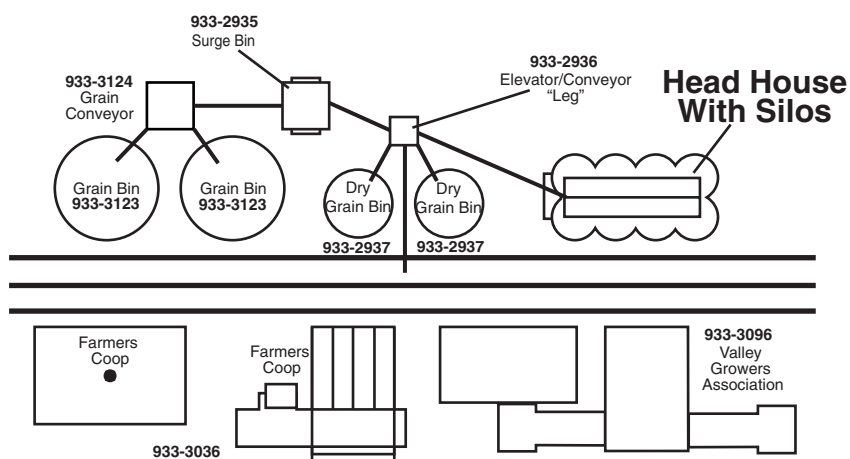 933-2935
Surge Bin
933-2936
Elevator/Conveyor
“Leg”
Head House
With Silos
933-3124
Grain
Conveyor
Grain Bin
933-3123
Grain Bin
933-3123
Dry
Grain Bin
Dry
Grain Bin
933-2937
933-2937
Farmers
Coop
Farmers
Coop
933-3096
Valley
Growers
Association
933-3036